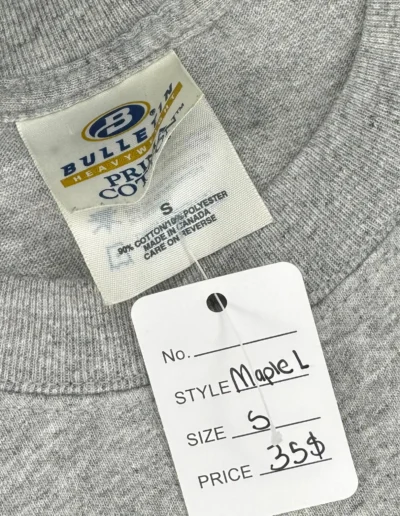 B
BULLETIN
HEAVYWEIGHT
PRI
COT
S
90% COTTON/10% POLYESTER
MADE IN CANADA
CARE ON REVERSE
No.
STYLE Maple L
SIZE S
PRICE 35$